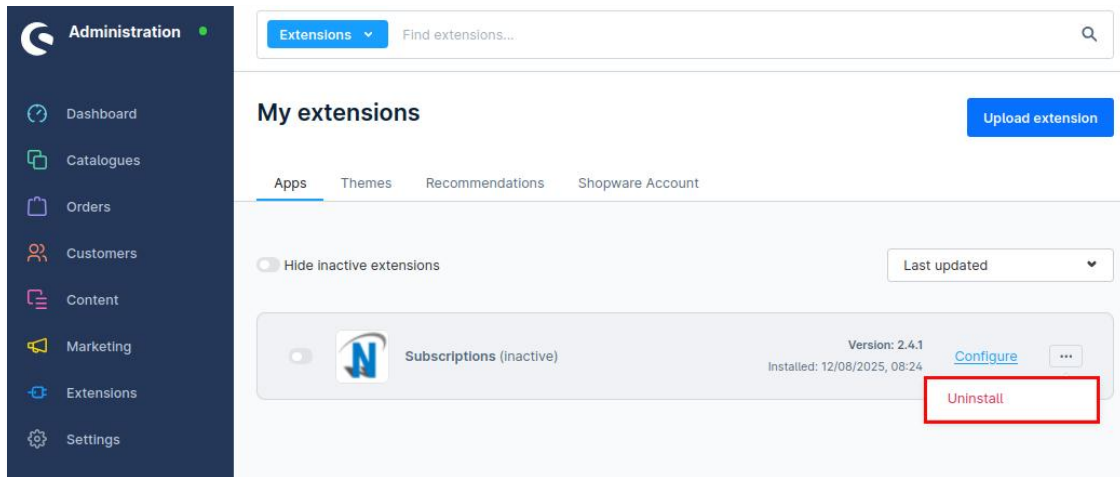 Administration
Extensions
Find extensions...
Dashboard
Catalogues
Orders
Customers
Content
Marketing
Extensions
Settings
My extensions
Upload extension
Apps Themes Recommendations Shopware Account
Hide inactive extensions
Last updated
N
Subscriptions (inactive)
Version: 2.4.1
Installed: 12/08/2025, 08:24
Configure
...
Uninstall